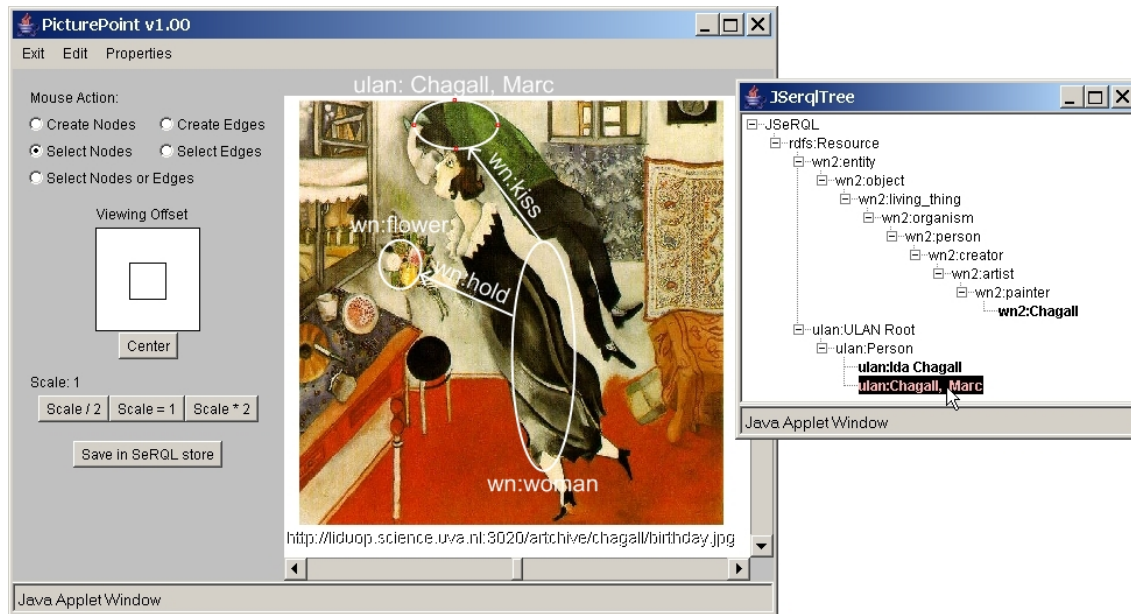 PicturePoint v1.00
Exit Edit Properties
Mouse Action:
Create Nodes Create Edges
Select Nodes Select Edges
Select Nodes or Edges
Viewing Offset
Center
Scale: 1
Scale / 2 Scale = 1 Scale * 2
Save in SeRQL store
ulan: Chagall, Marc
wn:kiss
wn:flower
wn:hold
wn:woman
http://liduop.science.uva.nl:3020/artchive/chagall/birthday.jpg
Java Applet Window
JSerqlTree
JSeRQL
rdfs:Resource
wn2:entity
wn2:object
wn2:living_thing
wn2:organism
wn2:person
wn2:creator
wn2:artist
wn2:painter
wn2:Chagall
ulan:ULAN Root
ulan:Person
ulan:Ida Chagall
ulan:Chagall, Marc
Java Applet Window